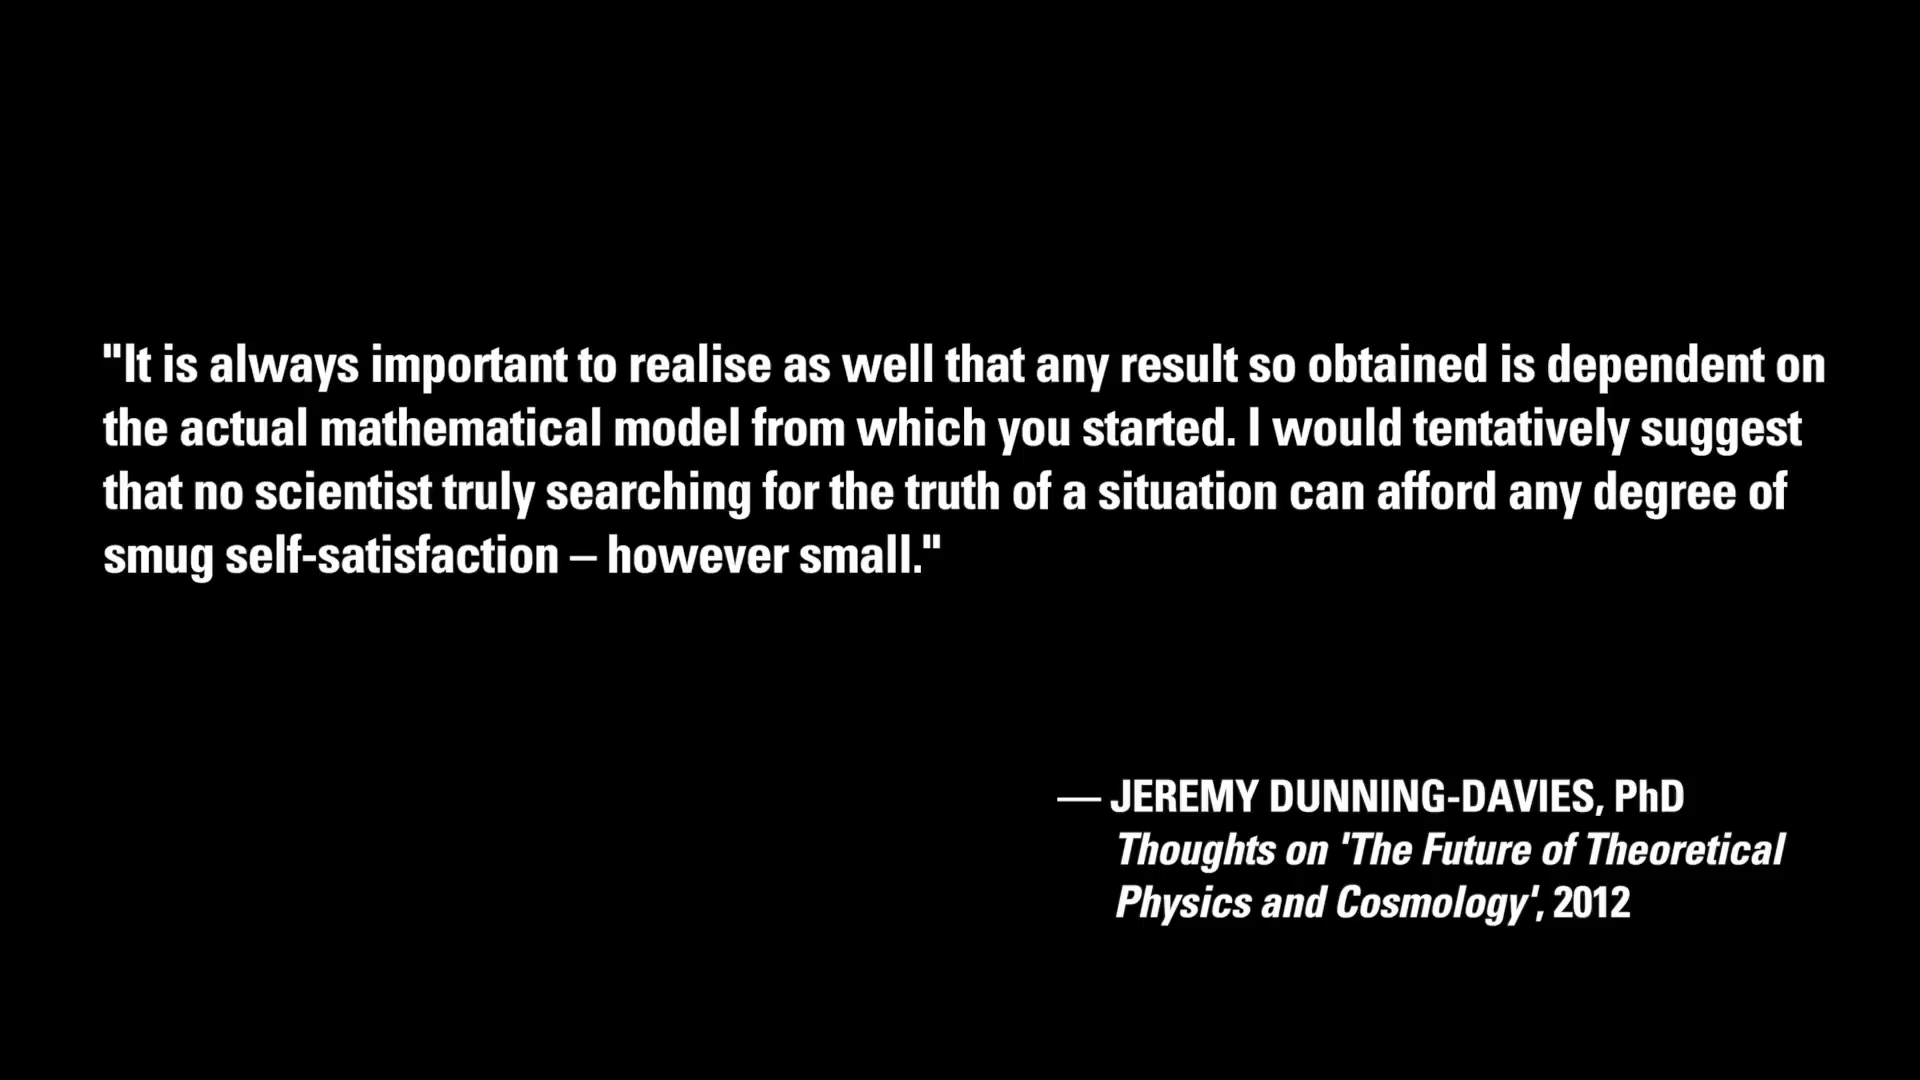 "It is always important to realise as well that any result so obtained is dependent on
the actual mathematical model from which you started. I would tentatively suggest
that no scientist truly searching for the truth of a situation can afford any degree of
smug self-satisfaction – however small."
— JEREMY DUNNING-DAVIES, PhD
Thoughts on 'The Future of Theoretical
Physics and Cosmology', 2012